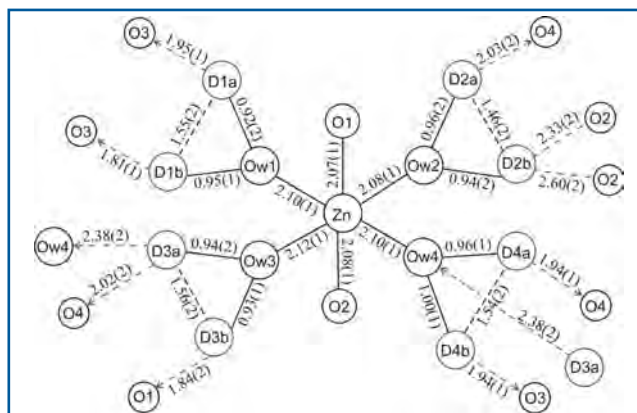 O3
1.95(1)
D1a
0.92(2)
1.55(2)
O3
1.81(1)
D1b
0.95(1)
Ow1
2.10(1)
O1
2.07(1)
Zn
2.03(2)
O4
D2a
0.96(2)
1.46(2)
2.33(2)
O2
Ow2
0.94(2)
D2b
2.60(2)
O2
2.08(1)
Ow4
2.38(2)
D3a
0.94(2)
Ow3
2.12(1)
2.02(2)
O4
1.56(2)
0.93(1)
D3b
1.84(2)
O1
2.08(1)
O2
2.10(1)
Ow4
0.96(1)
D4a
1.94(1)
O4
1.00(1)
1.54(2)
2.38(2)
D3a
D4b
1.94(1)
O3